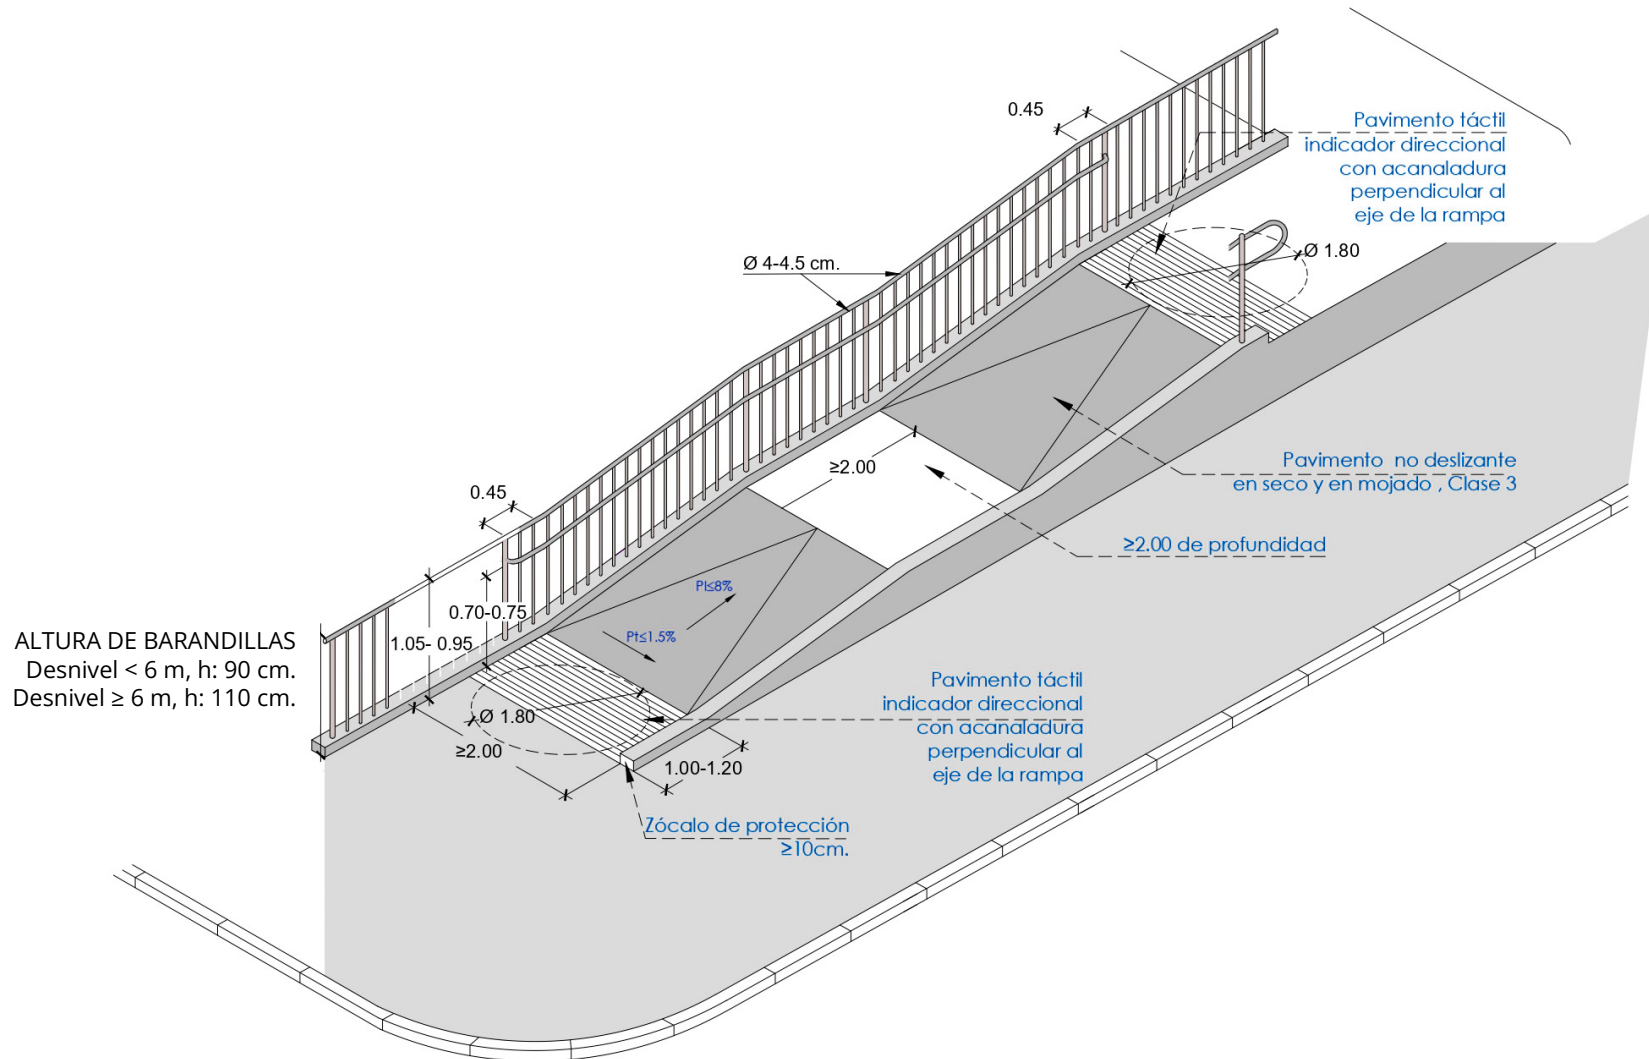 0.45
Pavimento táctil
indicador direccional
con acanaladura
perpendicular al
eje de la rampa
Ø 1.80
Ø 4-4.5 cm.
≥2.00
Pavimento no deslizante
en seco y en mojado , Clase 3
0.45
≥2.00 de profundidad
Pl≤8%
0.70-0.75
Pt≤1.5%
1.05- 0.95
ALTURA DE BARANDILLAS
Desnivel < 6 m, h: 90 cm.
Desnivel ≥ 6 m, h: 110 cm.
Ø 1.80
≥2.00
1.00-1.20
Pavimento táctil
indicador direccional
con acanaladura
perpendicular al
eje de la rampa
Zócalo de protección
≥10cm.